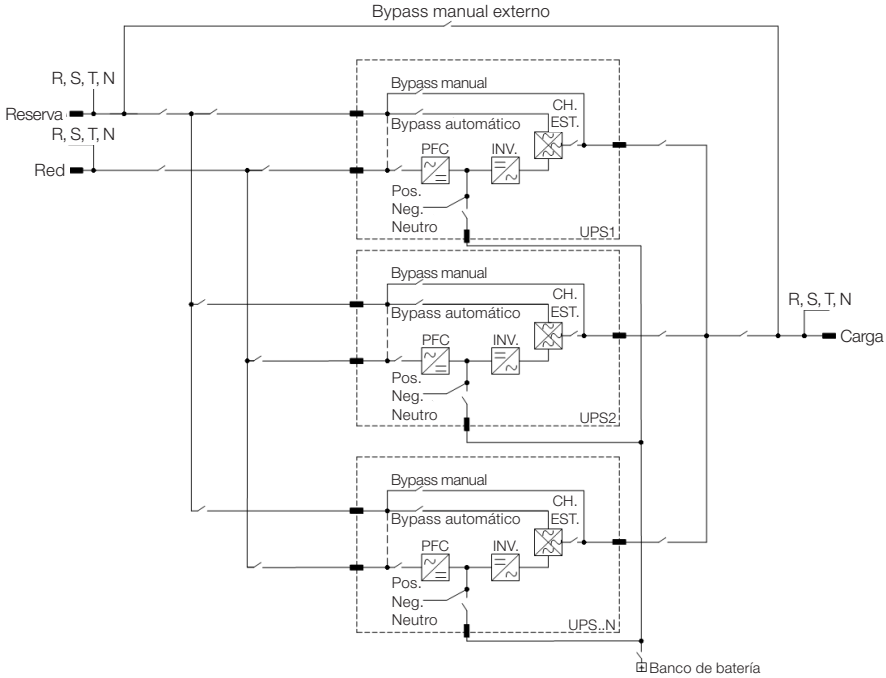 Bypass manual externo
R, S, T, N
Reserva
R, S, T, N
Red
Bypass manual
CH.
EST.
Bypass automático
PFC
INV.
Pos.
Neg.
Neutro
UPS1
Bypass manual
CH.
EST.
Bypass automático
PFC
INV.
Pos.
Neg.
Neutro
UPS2
R, S, T, N
Carga
Bypass manual
CH.
EST.
Bypass automático
PFC
INV.
Pos.
Neg.
Neutro
UPS..N
Banco de batería